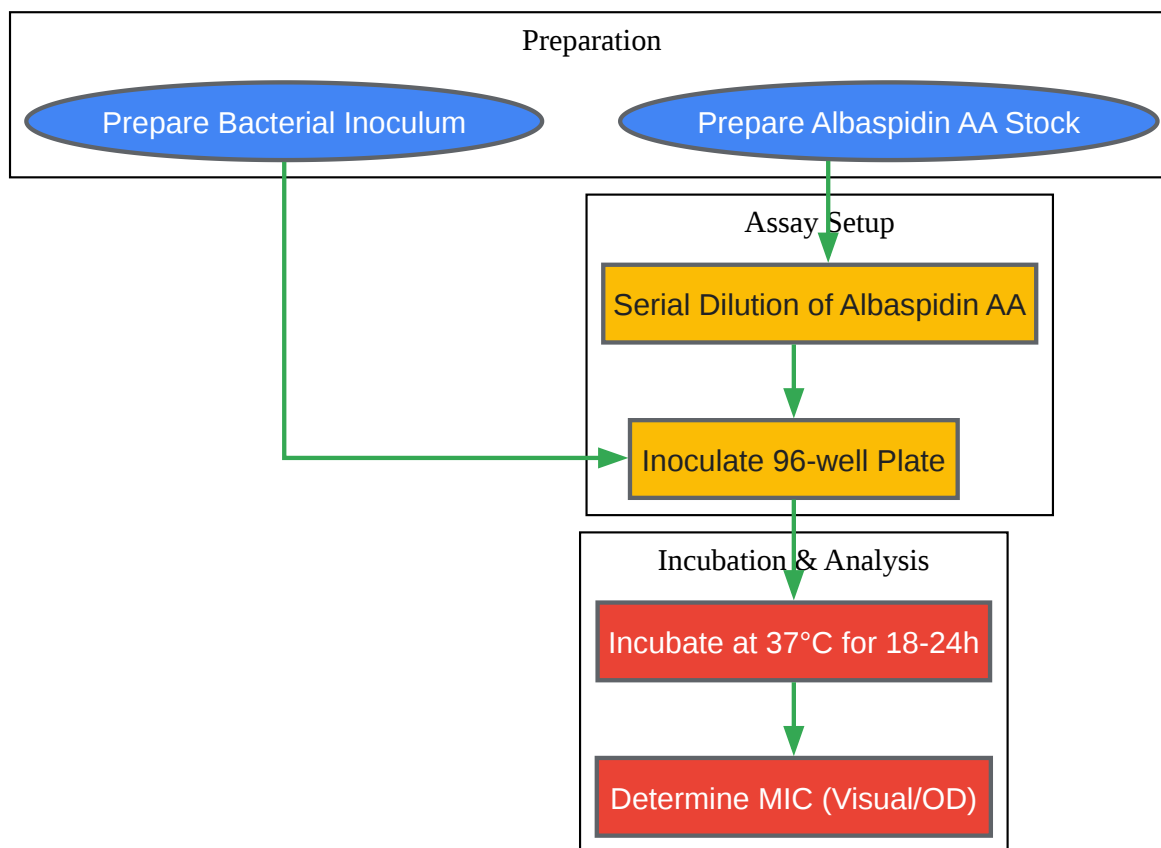 Preparation
Prepare Bacterial Inoculum
Prepare Albaspidin AA Stock
Assay Setup
Serial Dilution of Albaspidin AA
Inoculate 96-well Plate
Incubation & Analysis
Incubate at 37°C for 18-24h
Determine MIC (Visual/OD)